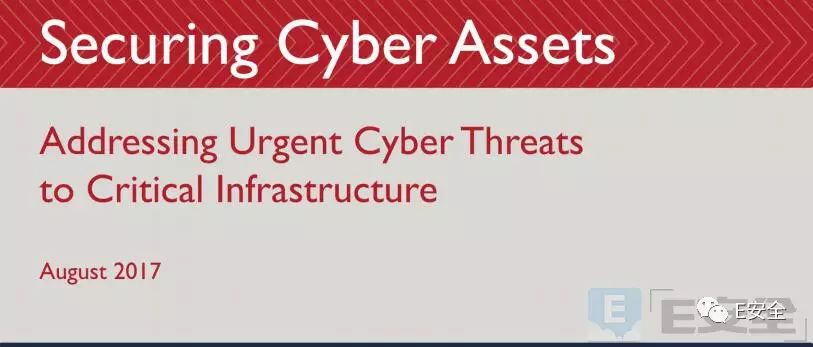 Securing Cyber Assets
Addressing Urgent Cyber Threats
to Critical Infrastructure
August 2017
E安全
E安全